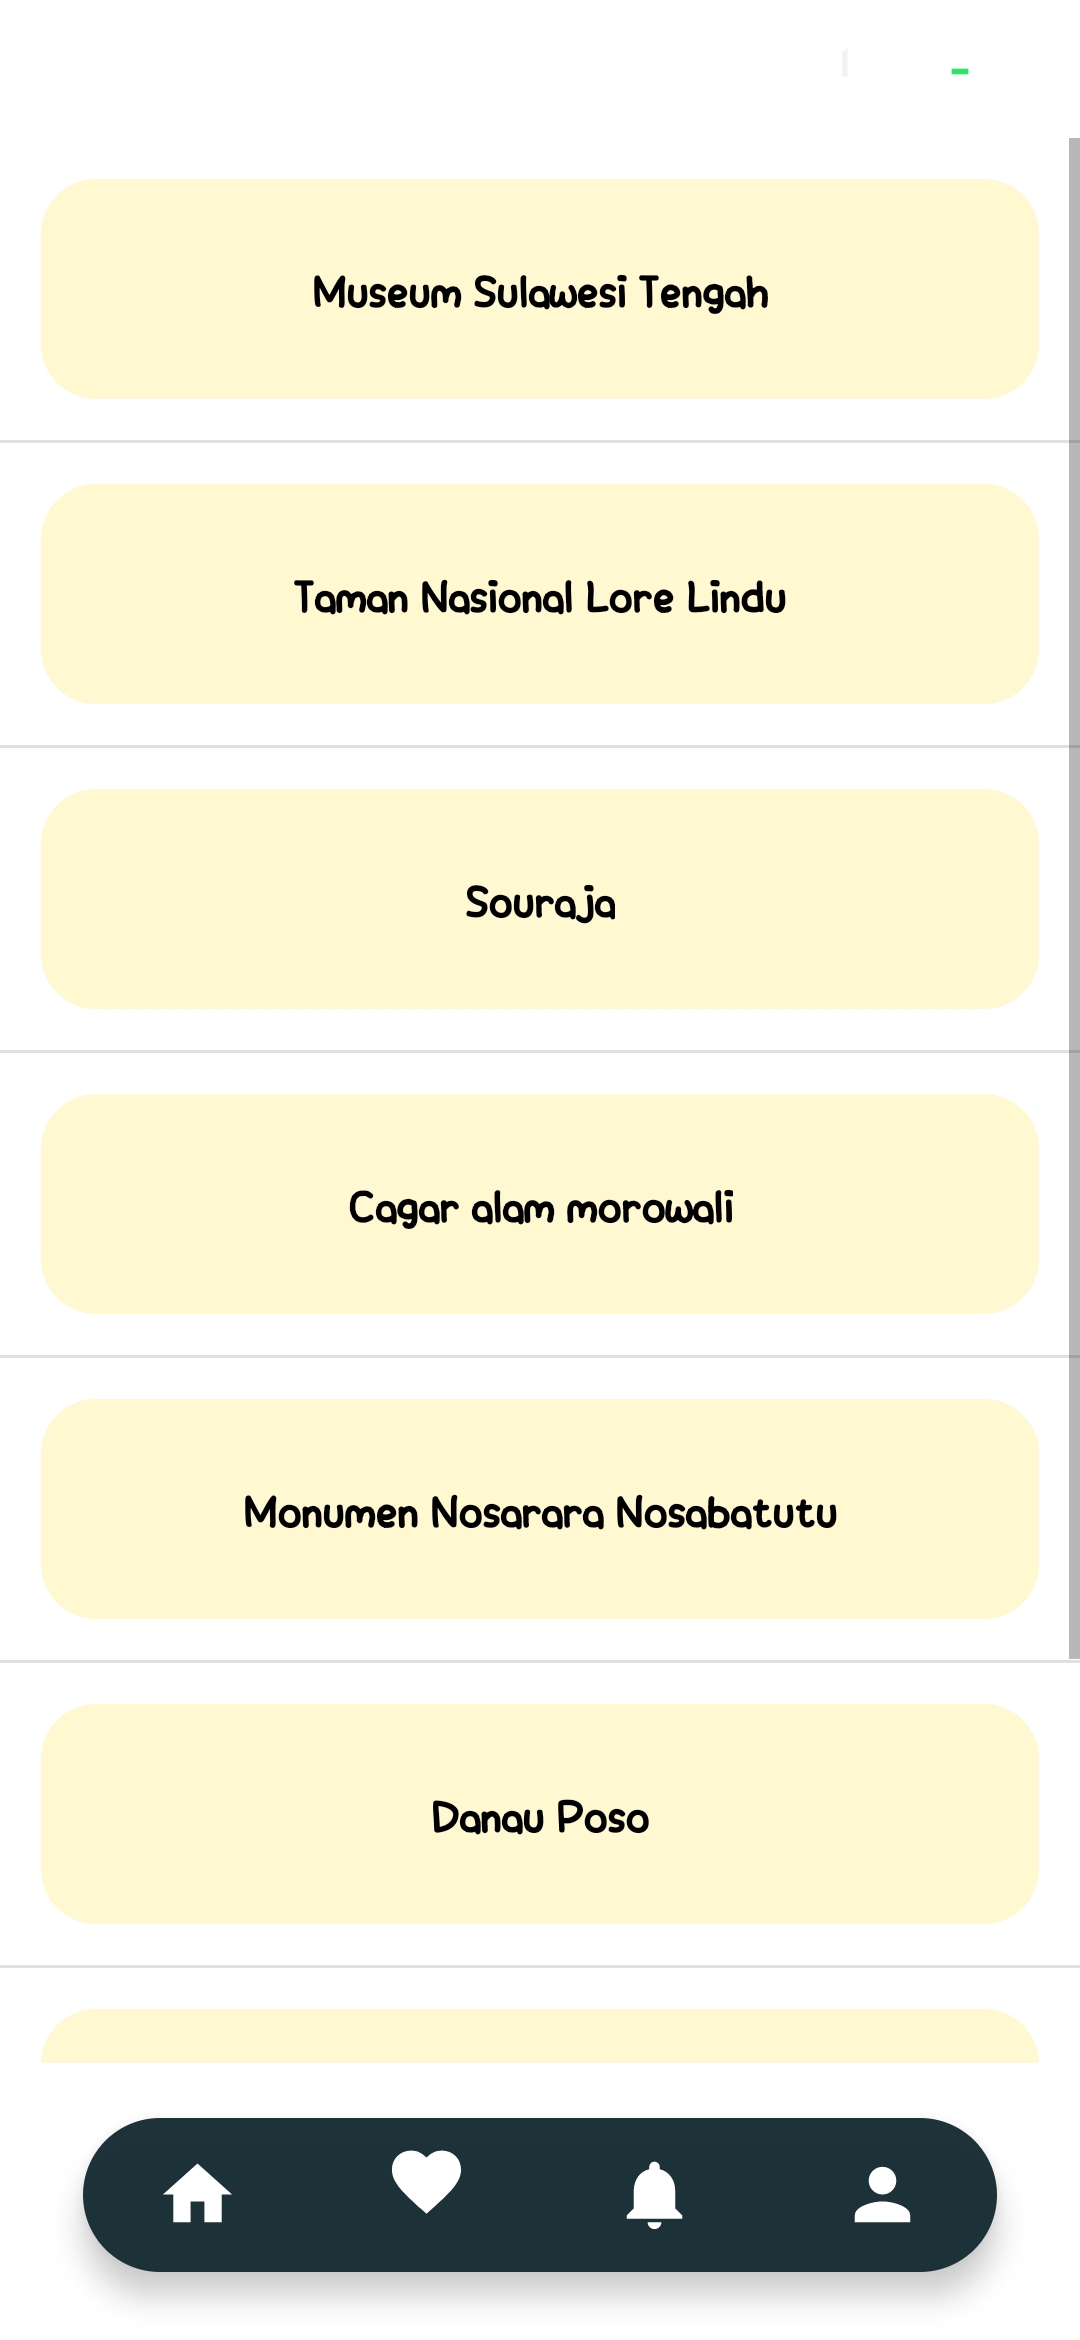 Museum Sulawesi Tengah
Taman Nasional Lore Lindu
Souraja
Cagar alam morowali
Monumen Nosarara Nosabatutu
Danau Poso